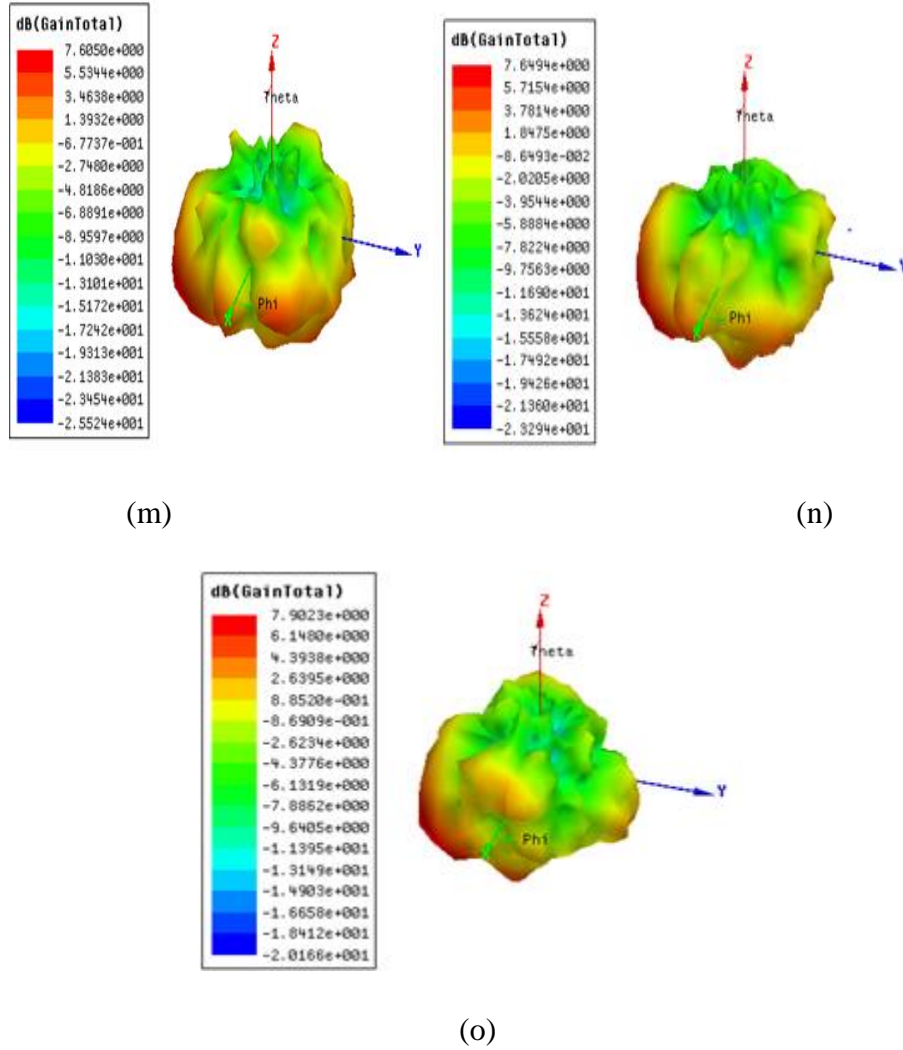 dB(GainTotal)
7.6050e+000
5.5344e+000
3.4638e+000
1.3932e+000
-6.7737e-001
-2.7480e+000
-4.8186e+000
-6.8891e+000
-8.9597e+000
-1.1030e+001
-1.3101e+001
-1.5172e+001
-1.7242e+001
-1.9313e+001
-2.1383e+001
-2.3454e+001
-2.5524e+001
Z
Theta
Y
Phi
X
dB(GainTotal)
7.6494e+000
5.7154e+000
3.7814e+000
1.8475e+000
-8.6493e-002
-2.0205e+000
-3.9544e+000
-5.8884e+000
-7.8224e+000
-9.7563e+000
-1.1690e+001
-1.3624e+001
-1.5558e+001
-1.7492e+001
-1.9426e+001
-2.1360e+001
-2.3294e+001
Z
Theta
Y
Phi
(m)
(n)
dB(GainTotal)
7.9023e+000
6.1480e+000
4.3938e+000
2.6395e+000
8.8520e-001
-8.6909e-001
-2.6234e+000
-4.3776e+000
-6.1319e+000
-7.8862e+000
-9.6405e+000
-1.1395e+001
-1.3149e+001
-1.4903e+001
-1.6658e+001
-1.8412e+001
-2.0166e+001
Z
Theta
Y
Phi
(o)